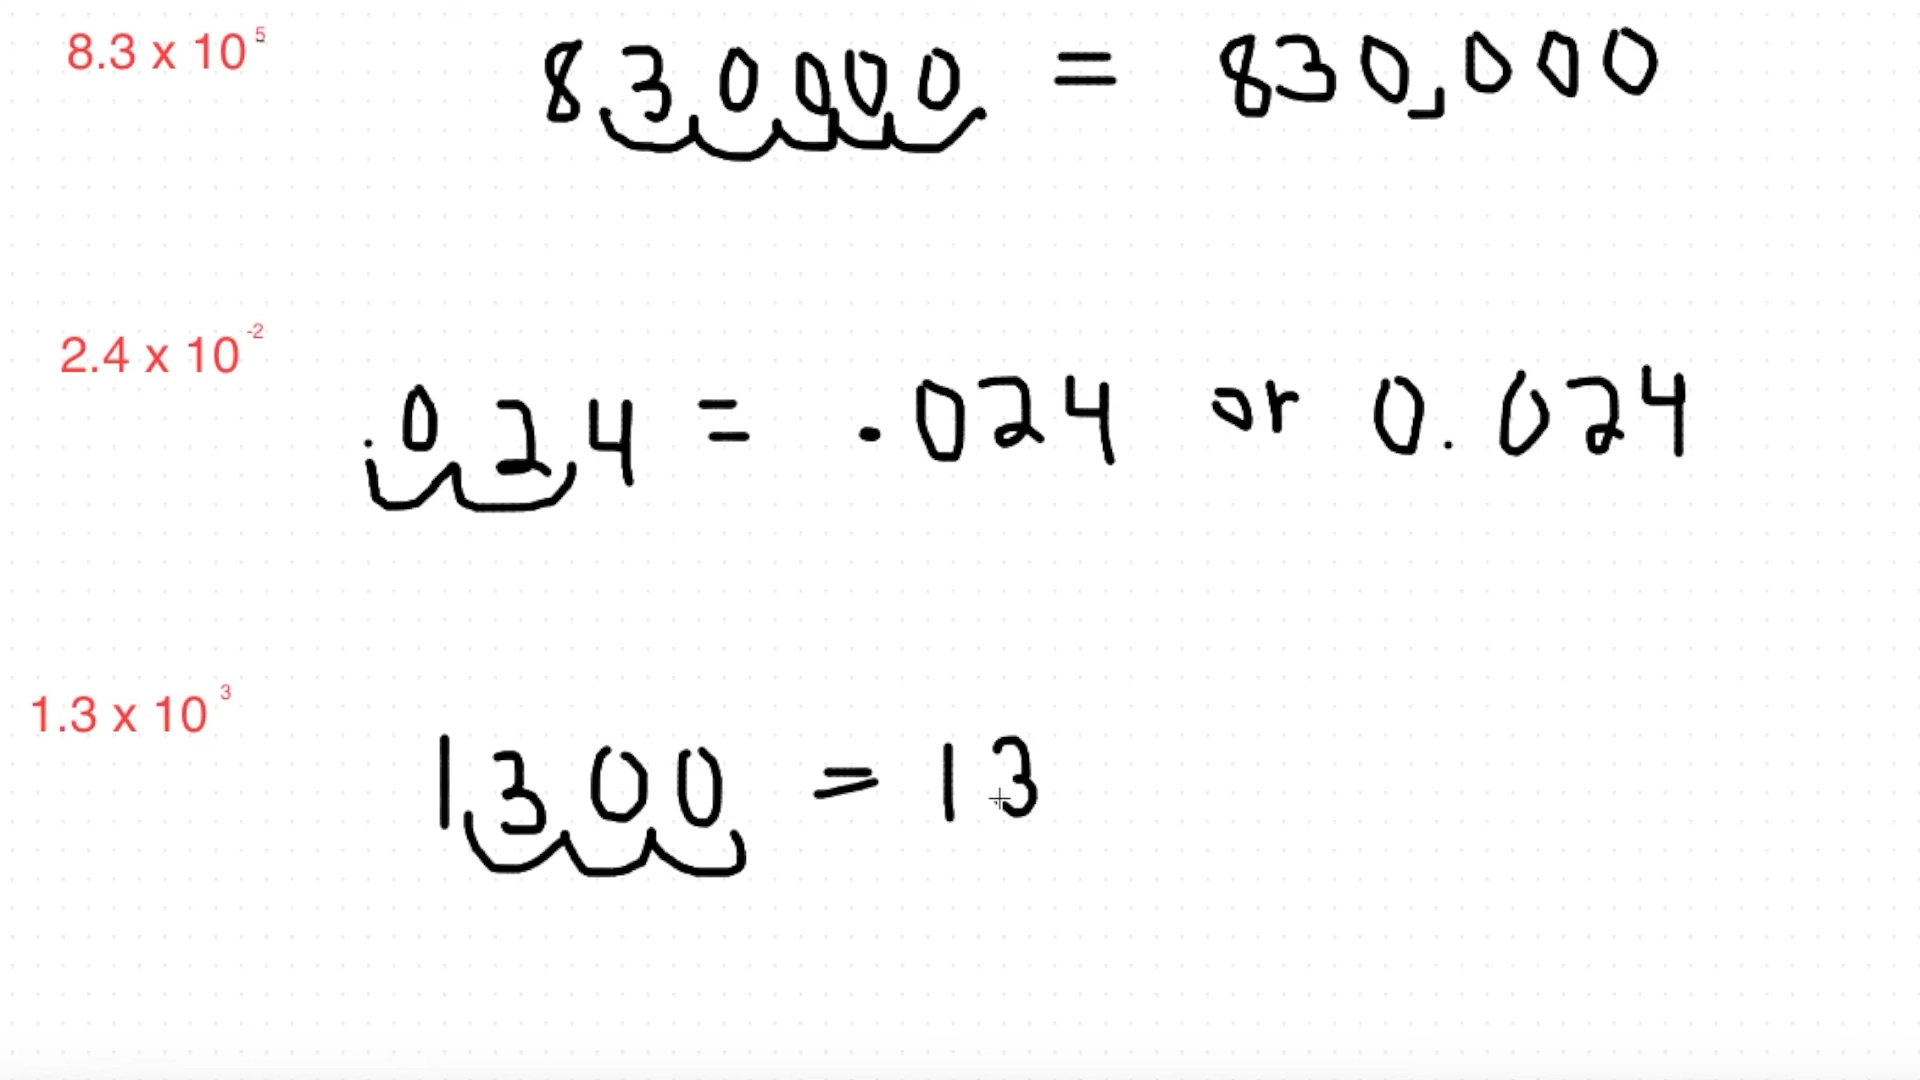 8.3 x 10⁵ 830000. = 830,000
2.4 x 10⁻² .024 = .024 or 0.024
1.3 x 10³ 1300 = 13